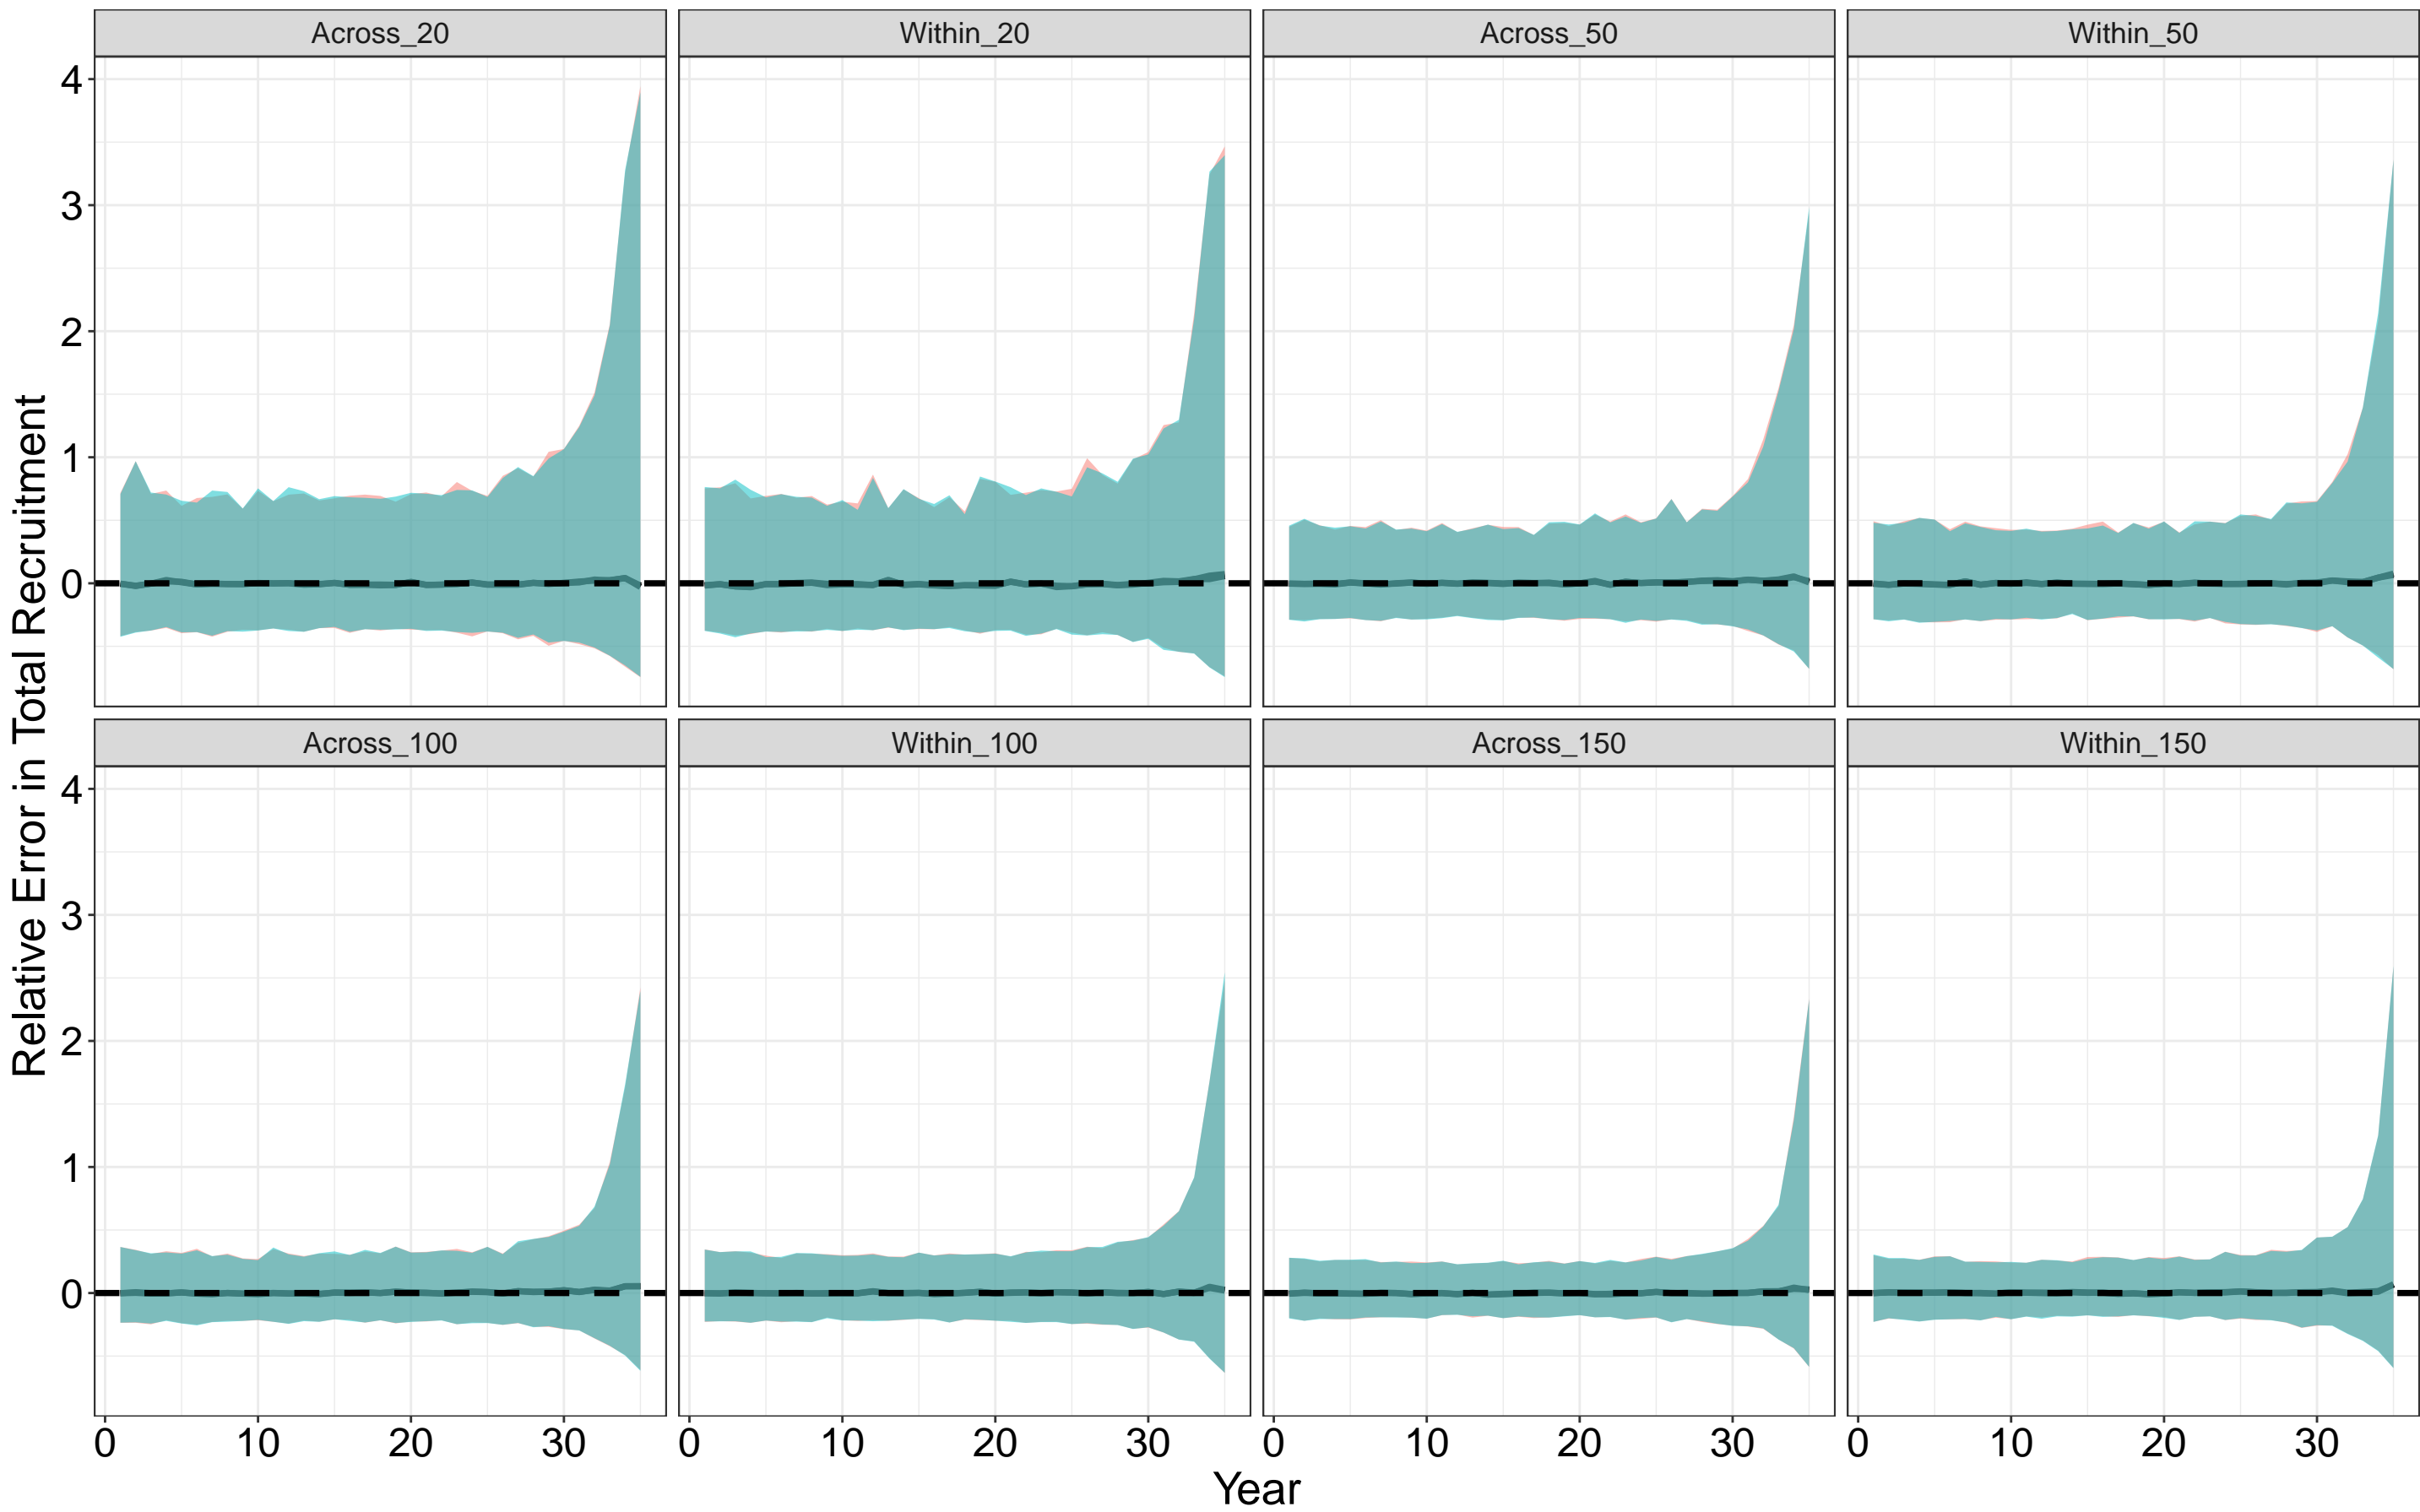 Across_20
Within_20
Across_50
Within_50
4
3
2
1
0
Relative Error in Total Recruitment
Across_100
Within_100
Across_150
Within_150
4
3
2
1
0
0 10 20 30 0 10 20 30 0 10 20 30 0 10 20 30
Year